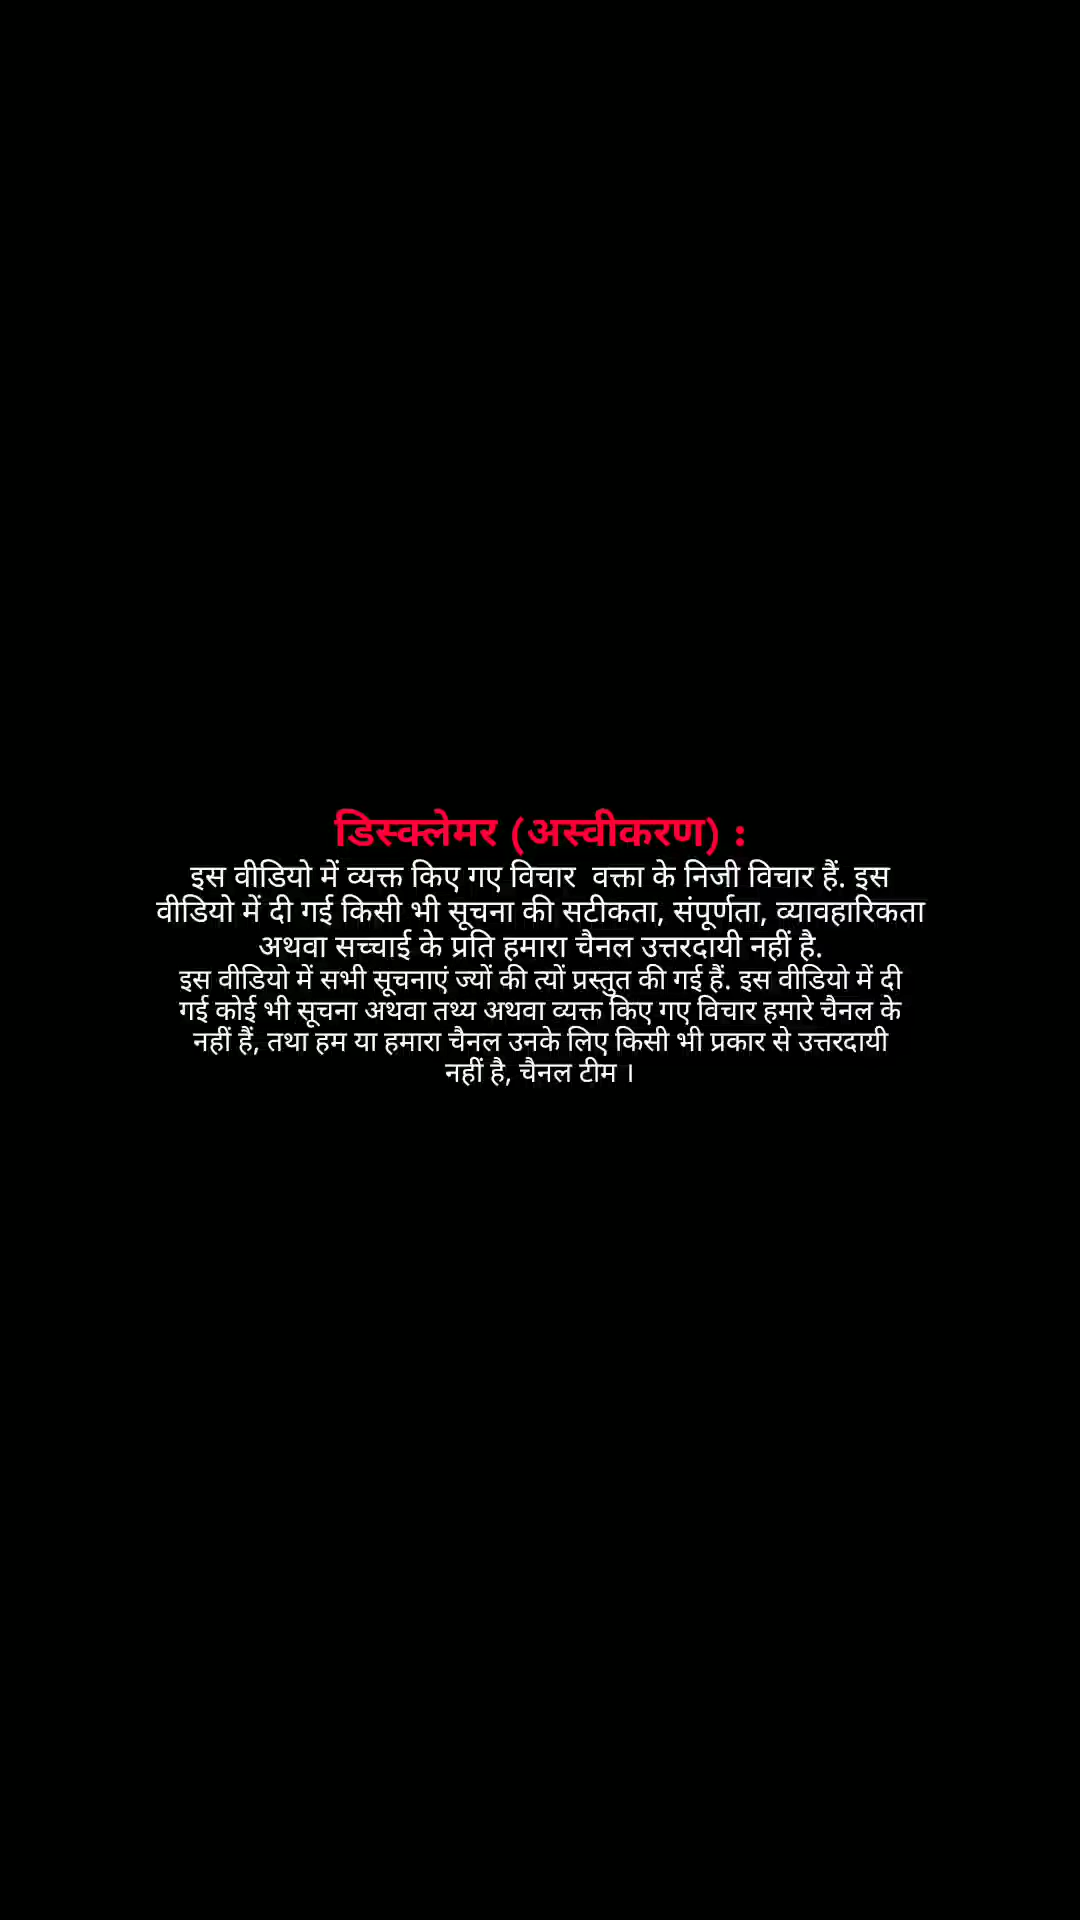 डिस्क्लेमर (अस्वीकरण) :
इस वीडियो में व्यक्त किए गए विचार  वक्ता के निजी विचार हैं. इस
वीडियो में दी गई किसी भी सूचना की सटीकता, संपूर्णता, व्यावहारिकता
अथवा सच्चाई के प्रति हमारा चैनल उत्तरदायी नहीं है.
इस वीडियो में सभी सूचनाएं ज्यों की त्यों प्रस्तुत की गई हैं. इस वीडियो में दी
गई कोई भी सूचना अथवा तथ्य अथवा व्यक्त किए गए विचार हमारे चैनल के
नहीं हैं, तथा हम या हमारा चैनल उनके लिए किसी भी प्रकार से उत्तरदायी
नहीं है, चैनल टीम ।